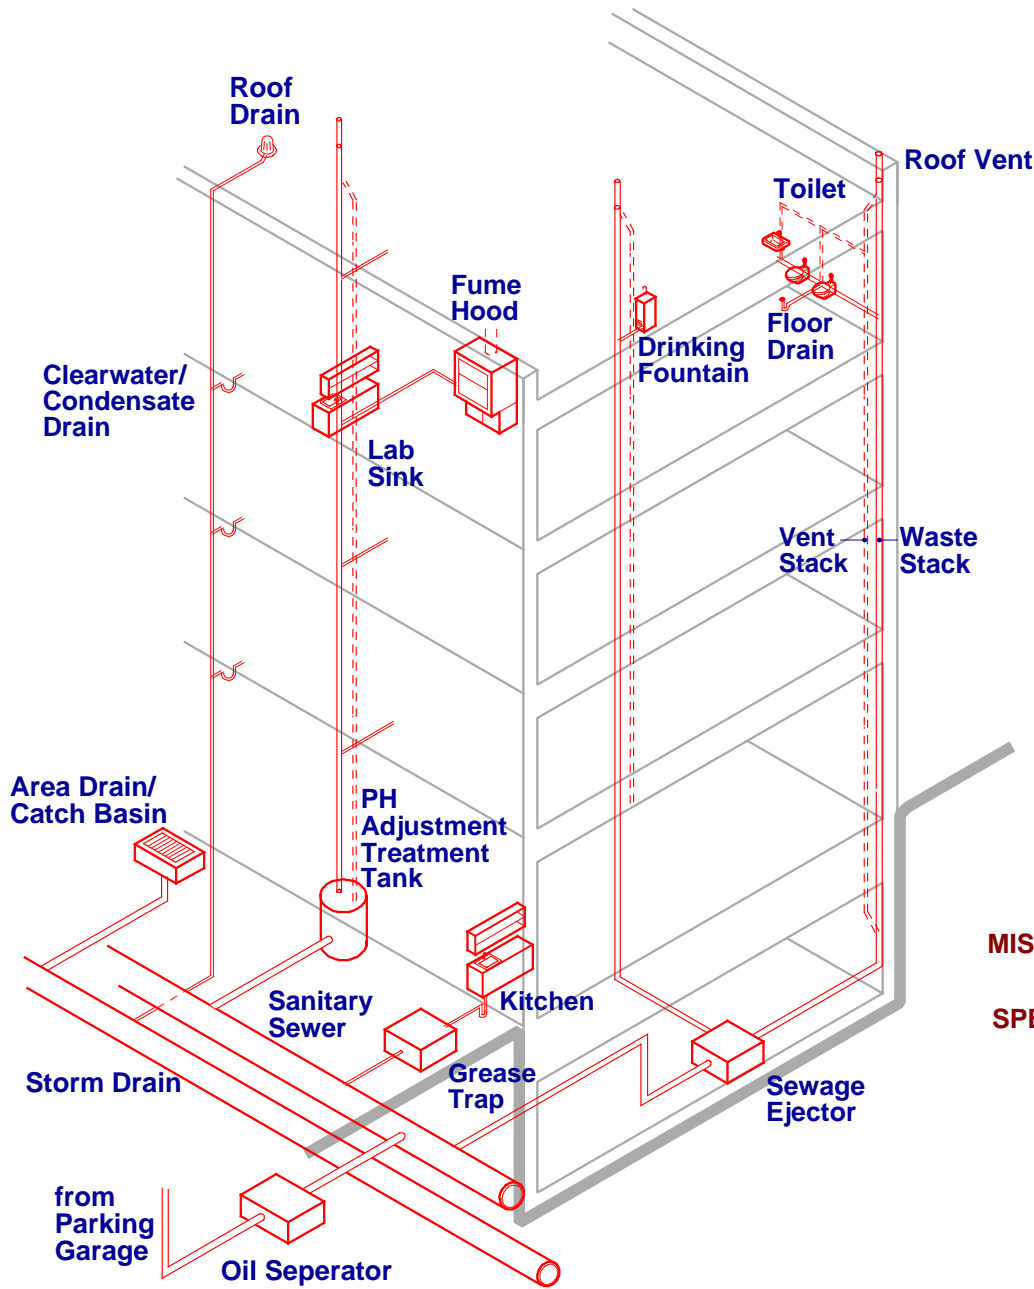 Roof
Drain
Roof Vent
Toilet
Fume
Hood
Floor
Drain
Drinking
Fountain
Clearwater/
Condensate
Drain
Lab
Sink
Vent
Stack
Waste
Stack
Area Drain/
Catch Basin
PH
Adjustment
Treatment
Tank
MIS
Sanitary
Sewer
Kitchen
SPE
Storm Drain
Grease
Trap
Sewage
Ejector
from
Parking
Garage
Oil Seperator